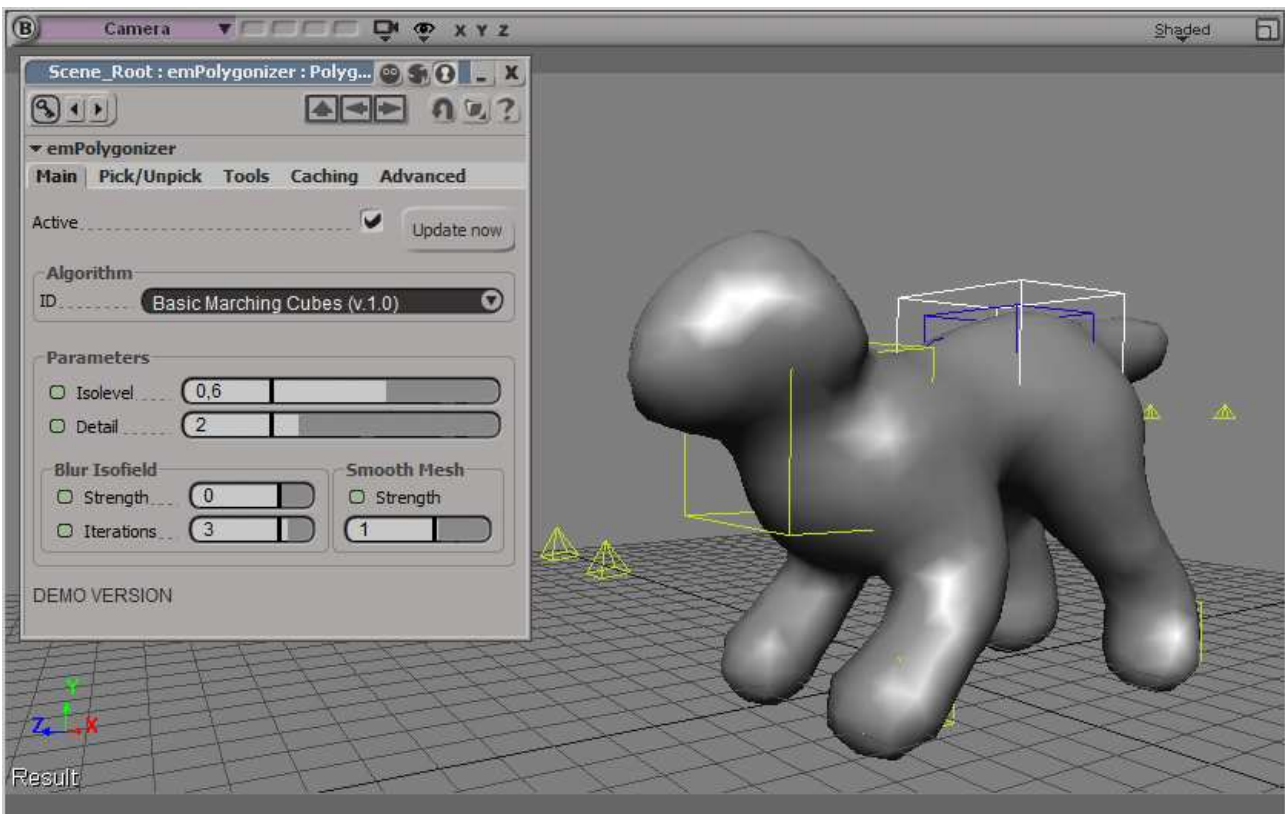 B Camera X Y Z Shaded
Scene_Root : emPolygonizer : Polyg... X
?
emPolygonizer
Main Pick/Unpick Tools Caching Advanced
Active
Update now
Algorithm
ID Basic Marching Cubes (v.1.0)
Parameters
Isolevel 0,6
Detail 2
Blur Isofield Smooth Mesh
Strength 0 Strength
Iterations 3 1
DEMO VERSION
Y
Z X
Result